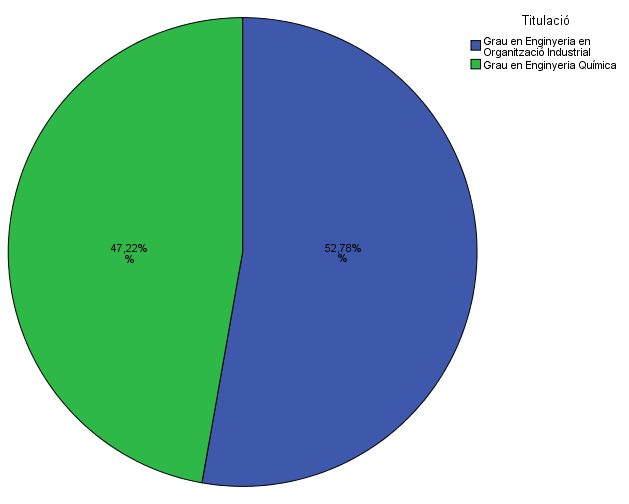 Titulació
Grau en Enginyeria en
Organització Industrial
Grau en Enginyeria Química
47,22%
%
52,78%
%